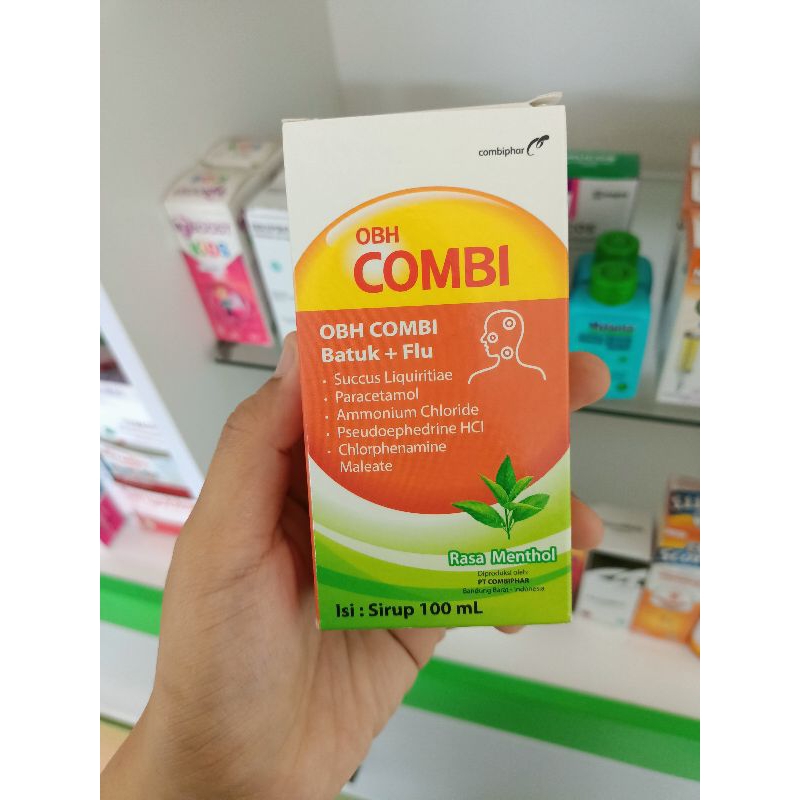 combiphar
OBH
COMBI
OBH COMBI
Batuk + Flu
• Succus Liquiritiae
• Paracetamol
• Ammonium Chloride
• Pseudoephedrine HCl
• Chlorphenamine
Maleate
Rasa Menthol
Diproduksi oleh:
PT COMBIPHAR
Bandung Barat - Indonesia
Isi : Sirup 100 mL
KIDS